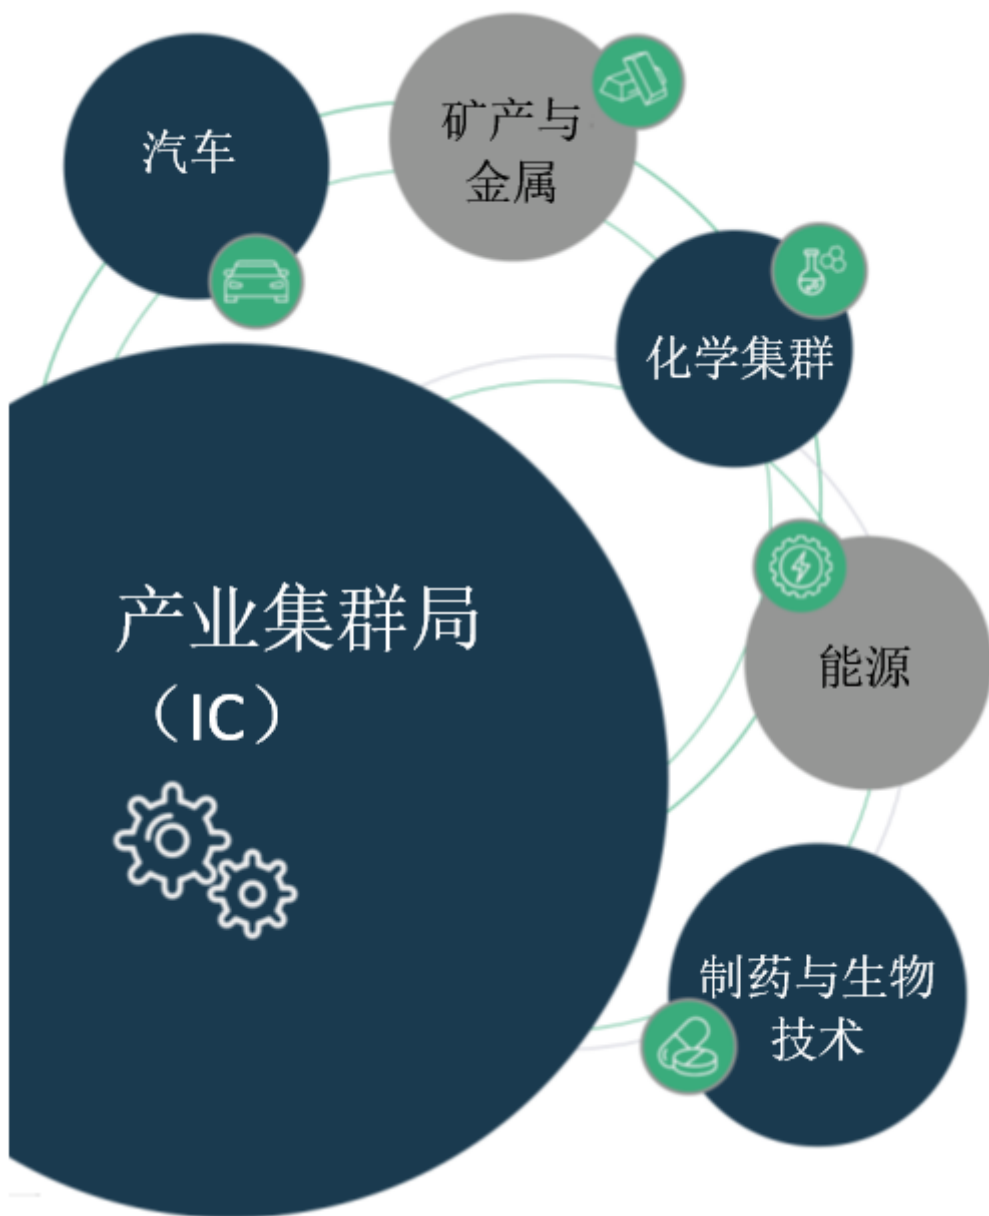 汽车
矿产与
金属
化学集群
能源
产业集群局
（IC）
制药与生物
技术